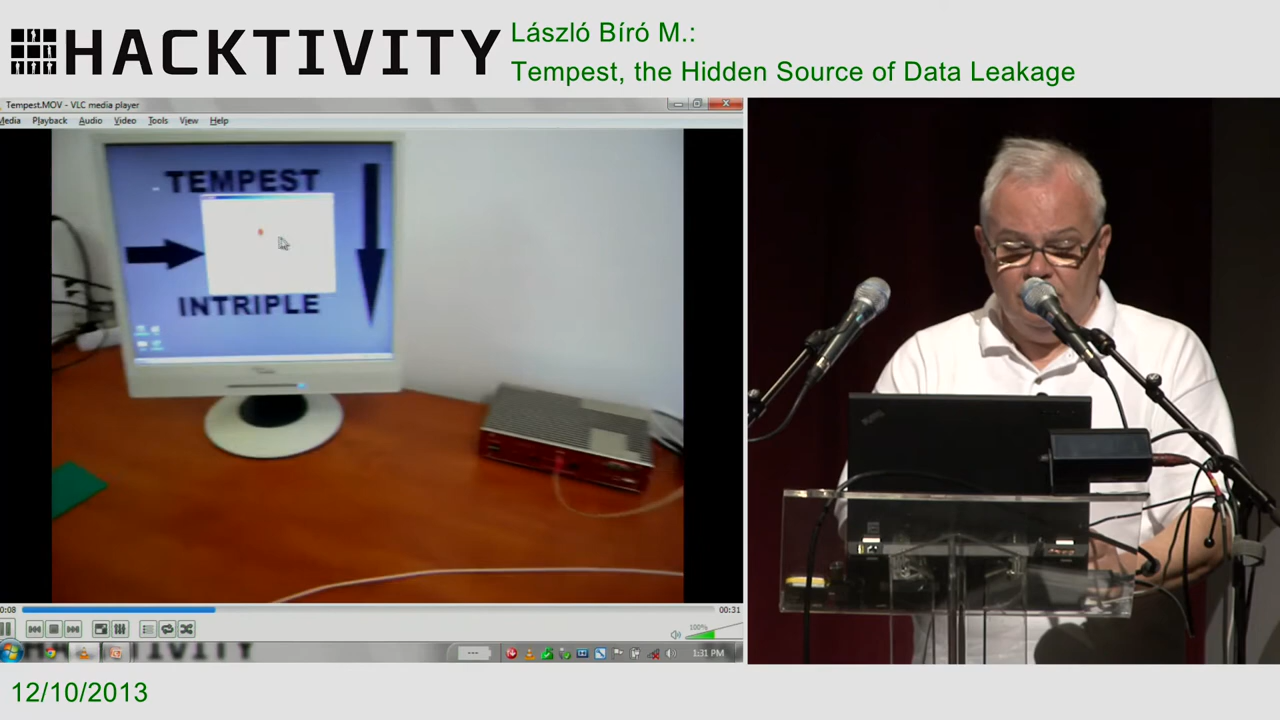 HACKTIVITY
László Bíró M.:
Tempest, the Hidden Source of Data Leakage
Tempest.MOV - VLC media player
Media Playback Audio Video Tools View Help
TEMPEST
INTRIPLE
0:08
00:31
100%
1:31 PM
12/10/2013